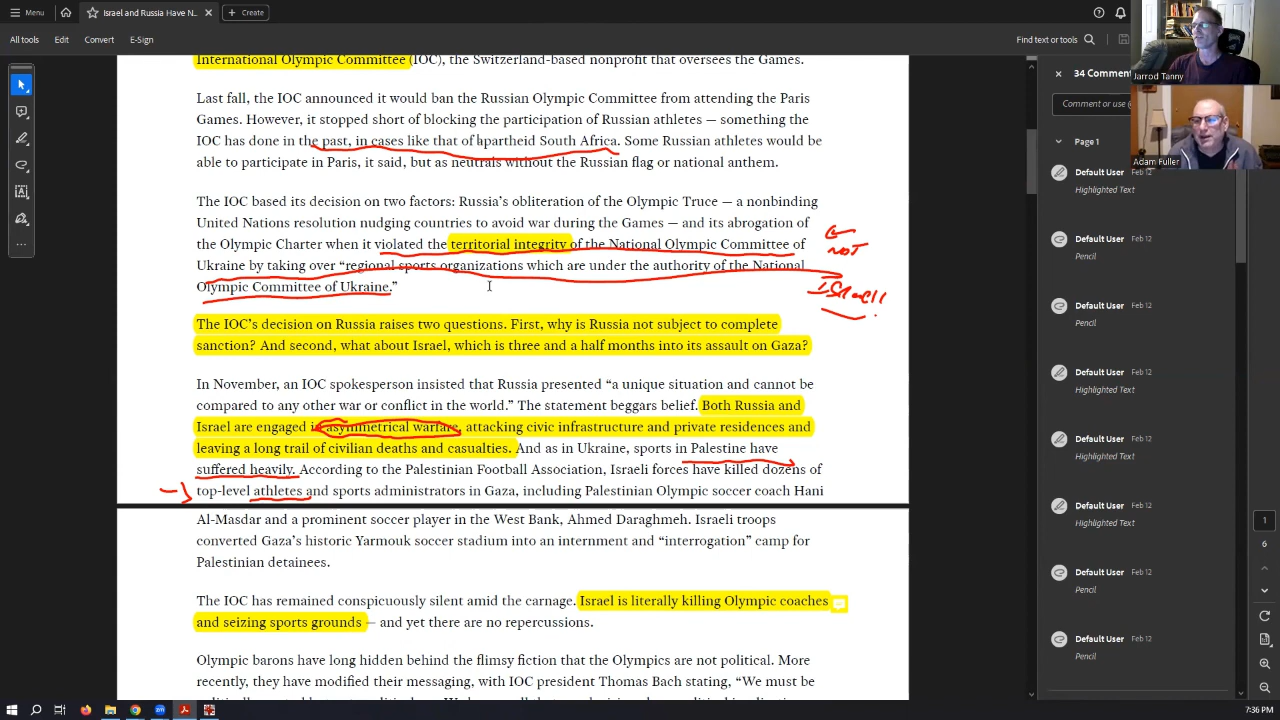 Menu
Israel and Russia Have N...
Create
All tools
Edit
Convert
E-Sign
Find text or tools
International Olympic Committee (IOC), the Switzerland-based nonprofit that oversees the Games.
Last fall, the IOC announced it would ban the Russian Olympic Committee from attending the Paris
Games. However, it stopped short of blocking the participation of Russian athletes — something the
IOC has done in the past, in cases like that of apartheid South Africa. Some Russian athletes would be
able to participate in Paris, it said, but as neutrals without the Russian flag or national anthem.
The IOC based its decision on two factors: Russia's obliteration of the Olympic Truce — a nonbinding
United Nations resolution nudging countries to avoid war during the Games — and its abrogation of
the Olympic Charter when it violated the territorial integrity of the National Olympic Committee of
Ukraine by taking over “regional sports organizations which are under the authority of the National
Olympic Committee of Ukraine.”
NOT
Israel!
The IOC's decision on Russia raises two questions. First, why is Russia not subject to complete
sanction? And second, what about Israel, which is three and a half months into its assault on Gaza?
In November, an IOC spokesperson insisted that Russia presented “a unique situation and cannot be
compared to any other war or conflict in the world.” The statement beggars belief. Both Russia and
Israel are engaged in asymmetrical warfare, attacking civic infrastructure and private residences and
leaving a long trail of civilian deaths and casualties. And as in Ukraine, sports in Palestine have
suffered heavily. According to the Palestinian Football Association, Israeli forces have killed dozens of
top-level athletes and sports administrators in Gaza, including Palestinian Olympic soccer coach Hani
Al-Masdar and a prominent soccer player in the West Bank, Ahmed Daraghmeh. Israeli troops
converted Gaza's historic Yarmouk soccer stadium into an internment and “interrogation” camp for
Palestinian detainees.
The IOC has remained conspicuously silent amid the carnage. Israel is literally killing Olympic coaches
and seizing sports grounds — and yet there are no repercussions.
Olympic barons have long hidden behind the flimsy fiction that the Olympics are not political. More
recently, they have modified their messaging, with IOC president Thomas Bach stating, “We must be
34 Comme
Comment or use
Page 1
Default User Feb 12
Highlighted Text
Default User Feb 12
Pencil
Default User Feb 12
Pencil
Default User Feb 12
Highlighted Text
Default User Feb 12
Highlighted Text
Default User Feb 12
Highlighted Text
Default User Feb 12
Pencil
Default User Feb 12
Pencil
Jarrod Tanny
Adam Fuller
1
6
7:36 PM